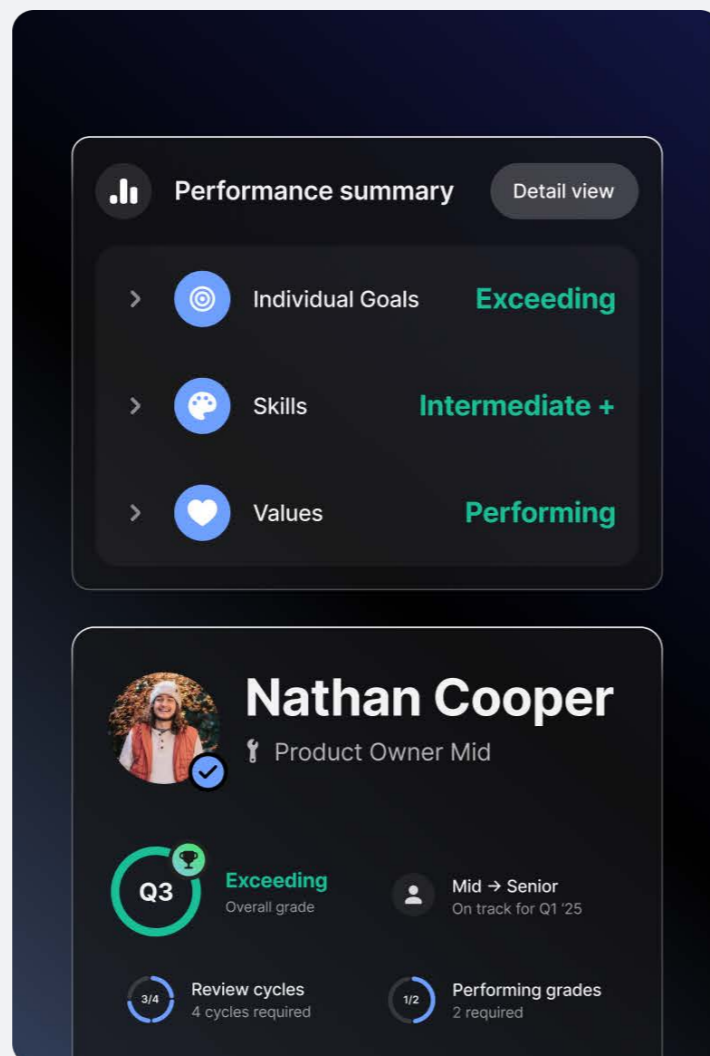 Performance summary
Detail view
Individual Goals
Exceeding
Skills
Intermediate +
Values
Performing
Nathan Cooper
Product Owner Mid
Q3
Exceeding
Overall grade
Mid → Senior
On track for Q1 '25
3/4
Review cycles
4 cycles required
1/2
Performing grades
2 required